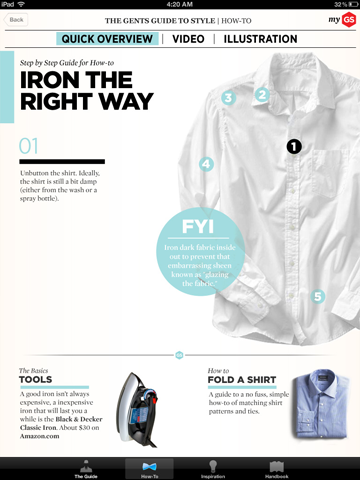 iPad
4:20 AM
32%
Back
THE GENTS GUIDE TO STYLE | HOW-TO
my GS
QUICK OVERVIEW | VIDEO | ILLUSTRATION
Step by Step Guide for How-to
IRON THE
RIGHT WAY
01
Unbutton the shirt. Ideally,
the shirt is still a bit damp
(either from the wash or a
spray bottle).
3
2
1
4
5
FYI
Iron dark fabric inside
out to prevent that
embarrassing sheen
known as "glazing
the fabric."
GS
The Basics
TOOLS
A good iron isn't always
expensive, a inexpensive
iron that will last you a
while is the Black & Decker
Classic Iron. About $30 on
Amazon.com
How to
FOLD A SHIRT
A guide to a no fuss, simple
how-to of matching shirt
patterns and ties.
The Guide
How-To
Inspiration
Handbook